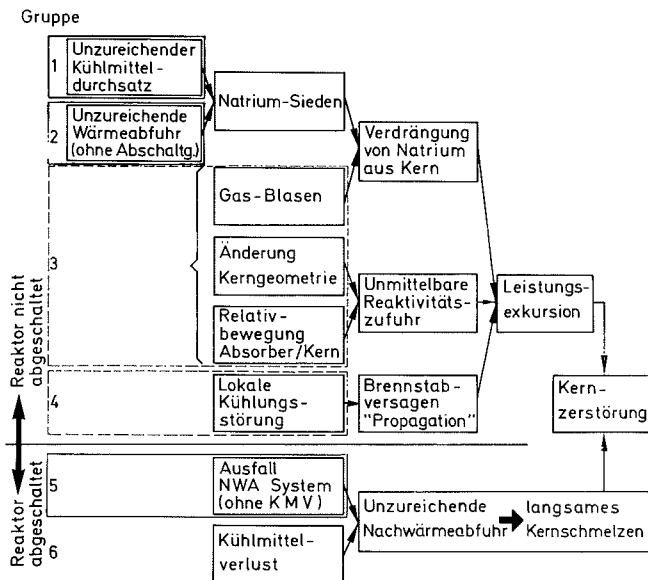 Gruppe
1
Unzureichender
Kühlmittel-
durchsatz
2
Unzureichende
Wärmeabfuhr
(ohne Abschaltg.)
Natrium-Sieden
Verdrängung
von Natrium
aus Kern
3
Gas-Blasen
Änderung
Kerngeometrie
Relativ-
bewegung
Absorber/Kern
Unmittelbare
Reaktivitäts-
zufuhr
Leistungs-
exkursion
4
Lokale
Kühlungs-
störung
Brennstab-
versagen
"Propagation"
Kern-
zerstörung
Reaktor nicht
abgeschaltet
Reaktor
abgeschaltet
5
Ausfall
NWA System
(ohne KMV)
6
Kühlmittel-
verlust
Unzureichende
Nachwärmeabfuhr
langsames
Kernschmelzen